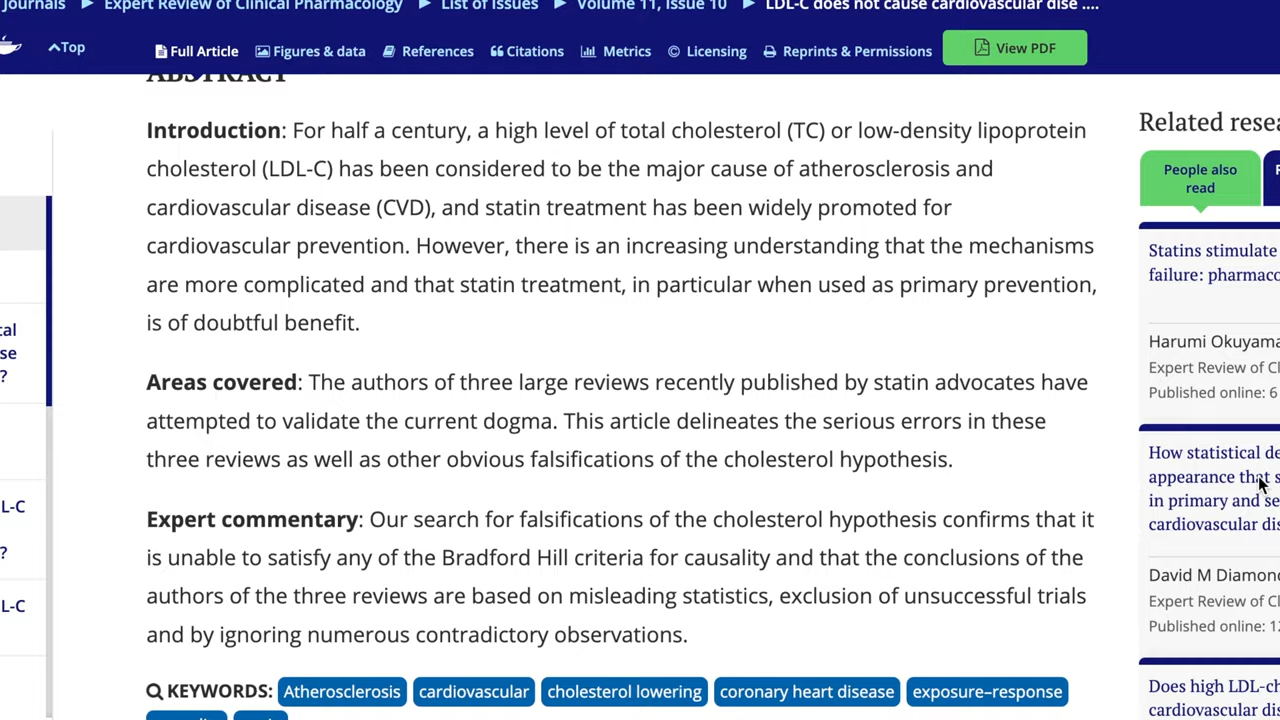 Journals ▶ Expert Review of Clinical Pharmacology ▶ List of Issues ▶ Volume 11, Issue 10 ▶ LDL-C does not cause cardiovascular dise ....
Top Full Article Figures & data References Citations Metrics Licensing Reprints & Permissions View PDF
ABSTRACT
Introduction: For half a century, a high level of total cholesterol (TC) or low-density lipoprotein
cholesterol (LDL-C) has been considered to be the major cause of atherosclerosis and
cardiovascular disease (CVD), and statin treatment has been widely promoted for
cardiovascular prevention. However, there is an increasing understanding that the mechanisms
are more complicated and that statin treatment, in particular when used as primary prevention,
is of doubtful benefit.
Areas covered: The authors of three large reviews recently published by statin advocates have
attempted to validate the current dogma. This article delineates the serious errors in these
three reviews as well as other obvious falsifications of the cholesterol hypothesis.
Expert commentary: Our search for falsifications of the cholesterol hypothesis confirms that it
is unable to satisfy any of the Bradford Hill criteria for causality and that the conclusions of the
authors of the three reviews are based on misleading statistics, exclusion of unsuccessful trials
and by ignoring numerous contradictory observations.
KEYWORDS: Atherosclerosis cardiovascular cholesterol lowering coronary heart disease exposure–response
tal
se
?
L-C
?
L-C
Related resea
People also
read
Statins stimulate
failure: pharmaco
Harumi Okuyama
Expert Review of Cl
Published online: 6
How statistical de
appearance that s
in primary and se
cardiovascular dis
David M Diamond
Expert Review of Cl
Published online: 12
Does high LDL-ch
cardiovascular dis